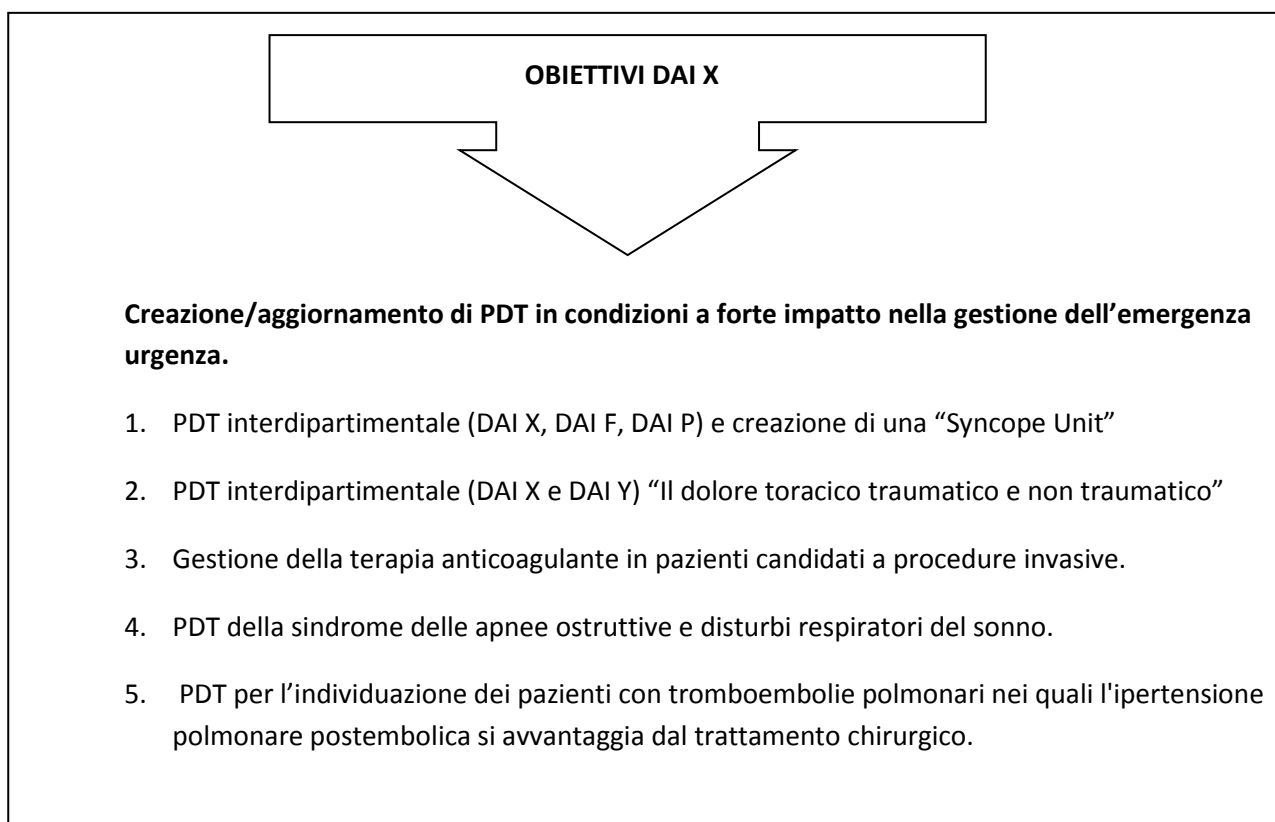 OBIETTIVI DAI X
Creazione/aggiornamento di PDT in condizioni a forte impatto nella gestione dell’emergenza
urgenza.
1. PDT interdipartimentale (DAI X, DAI F, DAI P) e creazione di una “Syncope Unit”
2. PDT interdipartimentale (DAI X e DAI Y) “Il dolore toracico traumatico e non traumatico”
3. Gestione della terapia anticoagulante in pazienti candidati a procedure invasive.
4. PDT della sindrome delle apnee ostruttive e disturbi respiratori del sonno.
5. PDT per l’individuazione dei pazienti con tromboembolie polmonari nei quali l'ipertensione
polmonare postembolica si avvantaggia dal trattamento chirurgico.